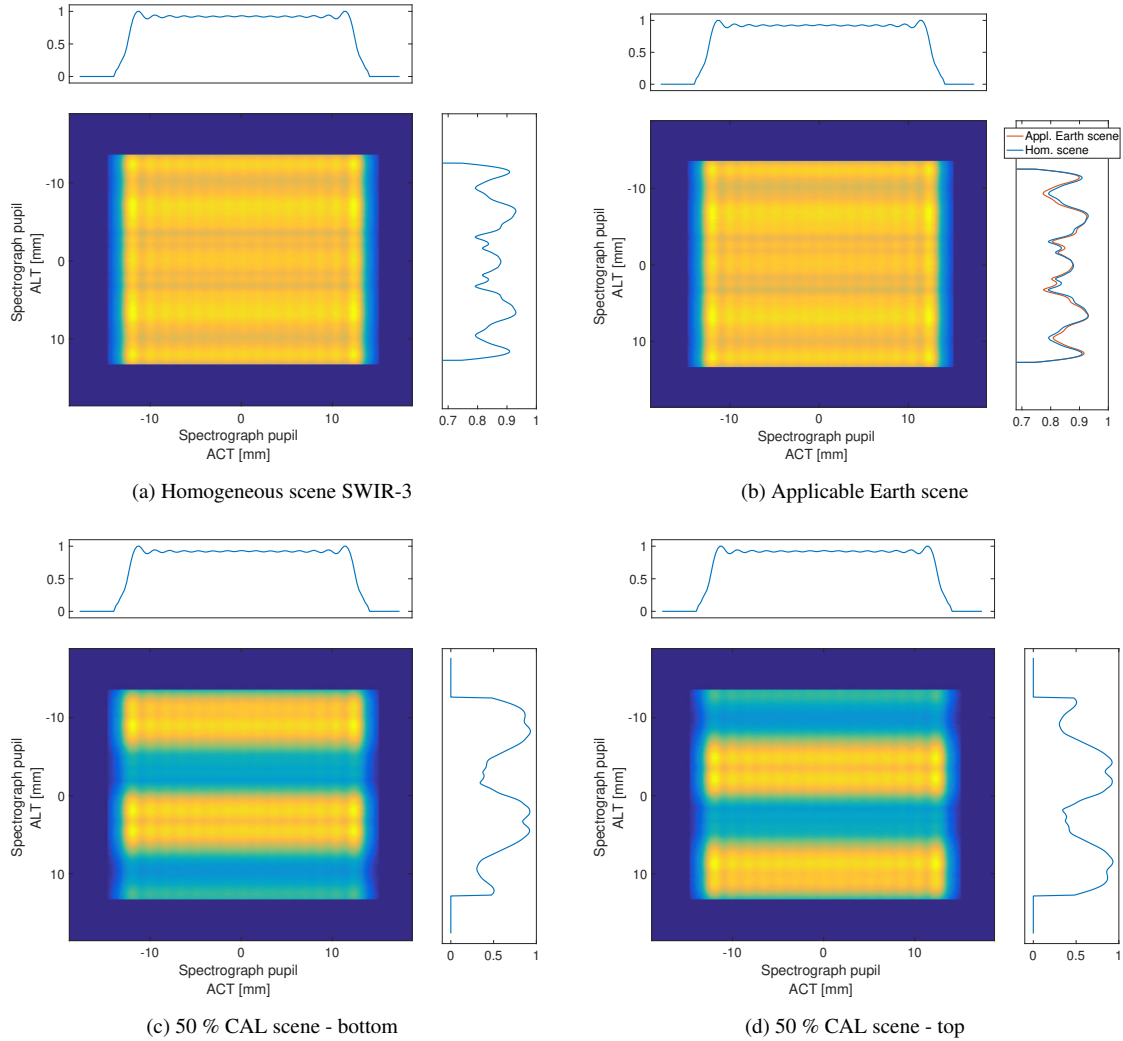 1
0.5
0
-10
0
10
Spectrograph pupil
ALT [mm]
-10 0 10
Spectrograph pupil
ACT [mm]
0.7 0.8 0.9 1
(a) Homogeneous scene SWIR-3
1
0.5
0
-10
0
10
Spectrograph pupil
ALT [mm]
-10 0 10
Spectrograph pupil
ACT [mm]
Appl. Earth scene
Hom. scene
0.7 0.8 0.9 1
(b) Applicable Earth scene
1
0.5
0
-10
0
10
Spectrograph pupil
ALT [mm]
-10 0 10
Spectrograph pupil
ACT [mm]
0 0.5 1
(c) 50 % CAL scene - bottom
1
0.5
0
-10
0
10
Spectrograph pupil
ALT [mm]
-10 0 10
Spectrograph pupil
ACT [mm]
0 0.5 1
(d) 50 % CAL scene - top